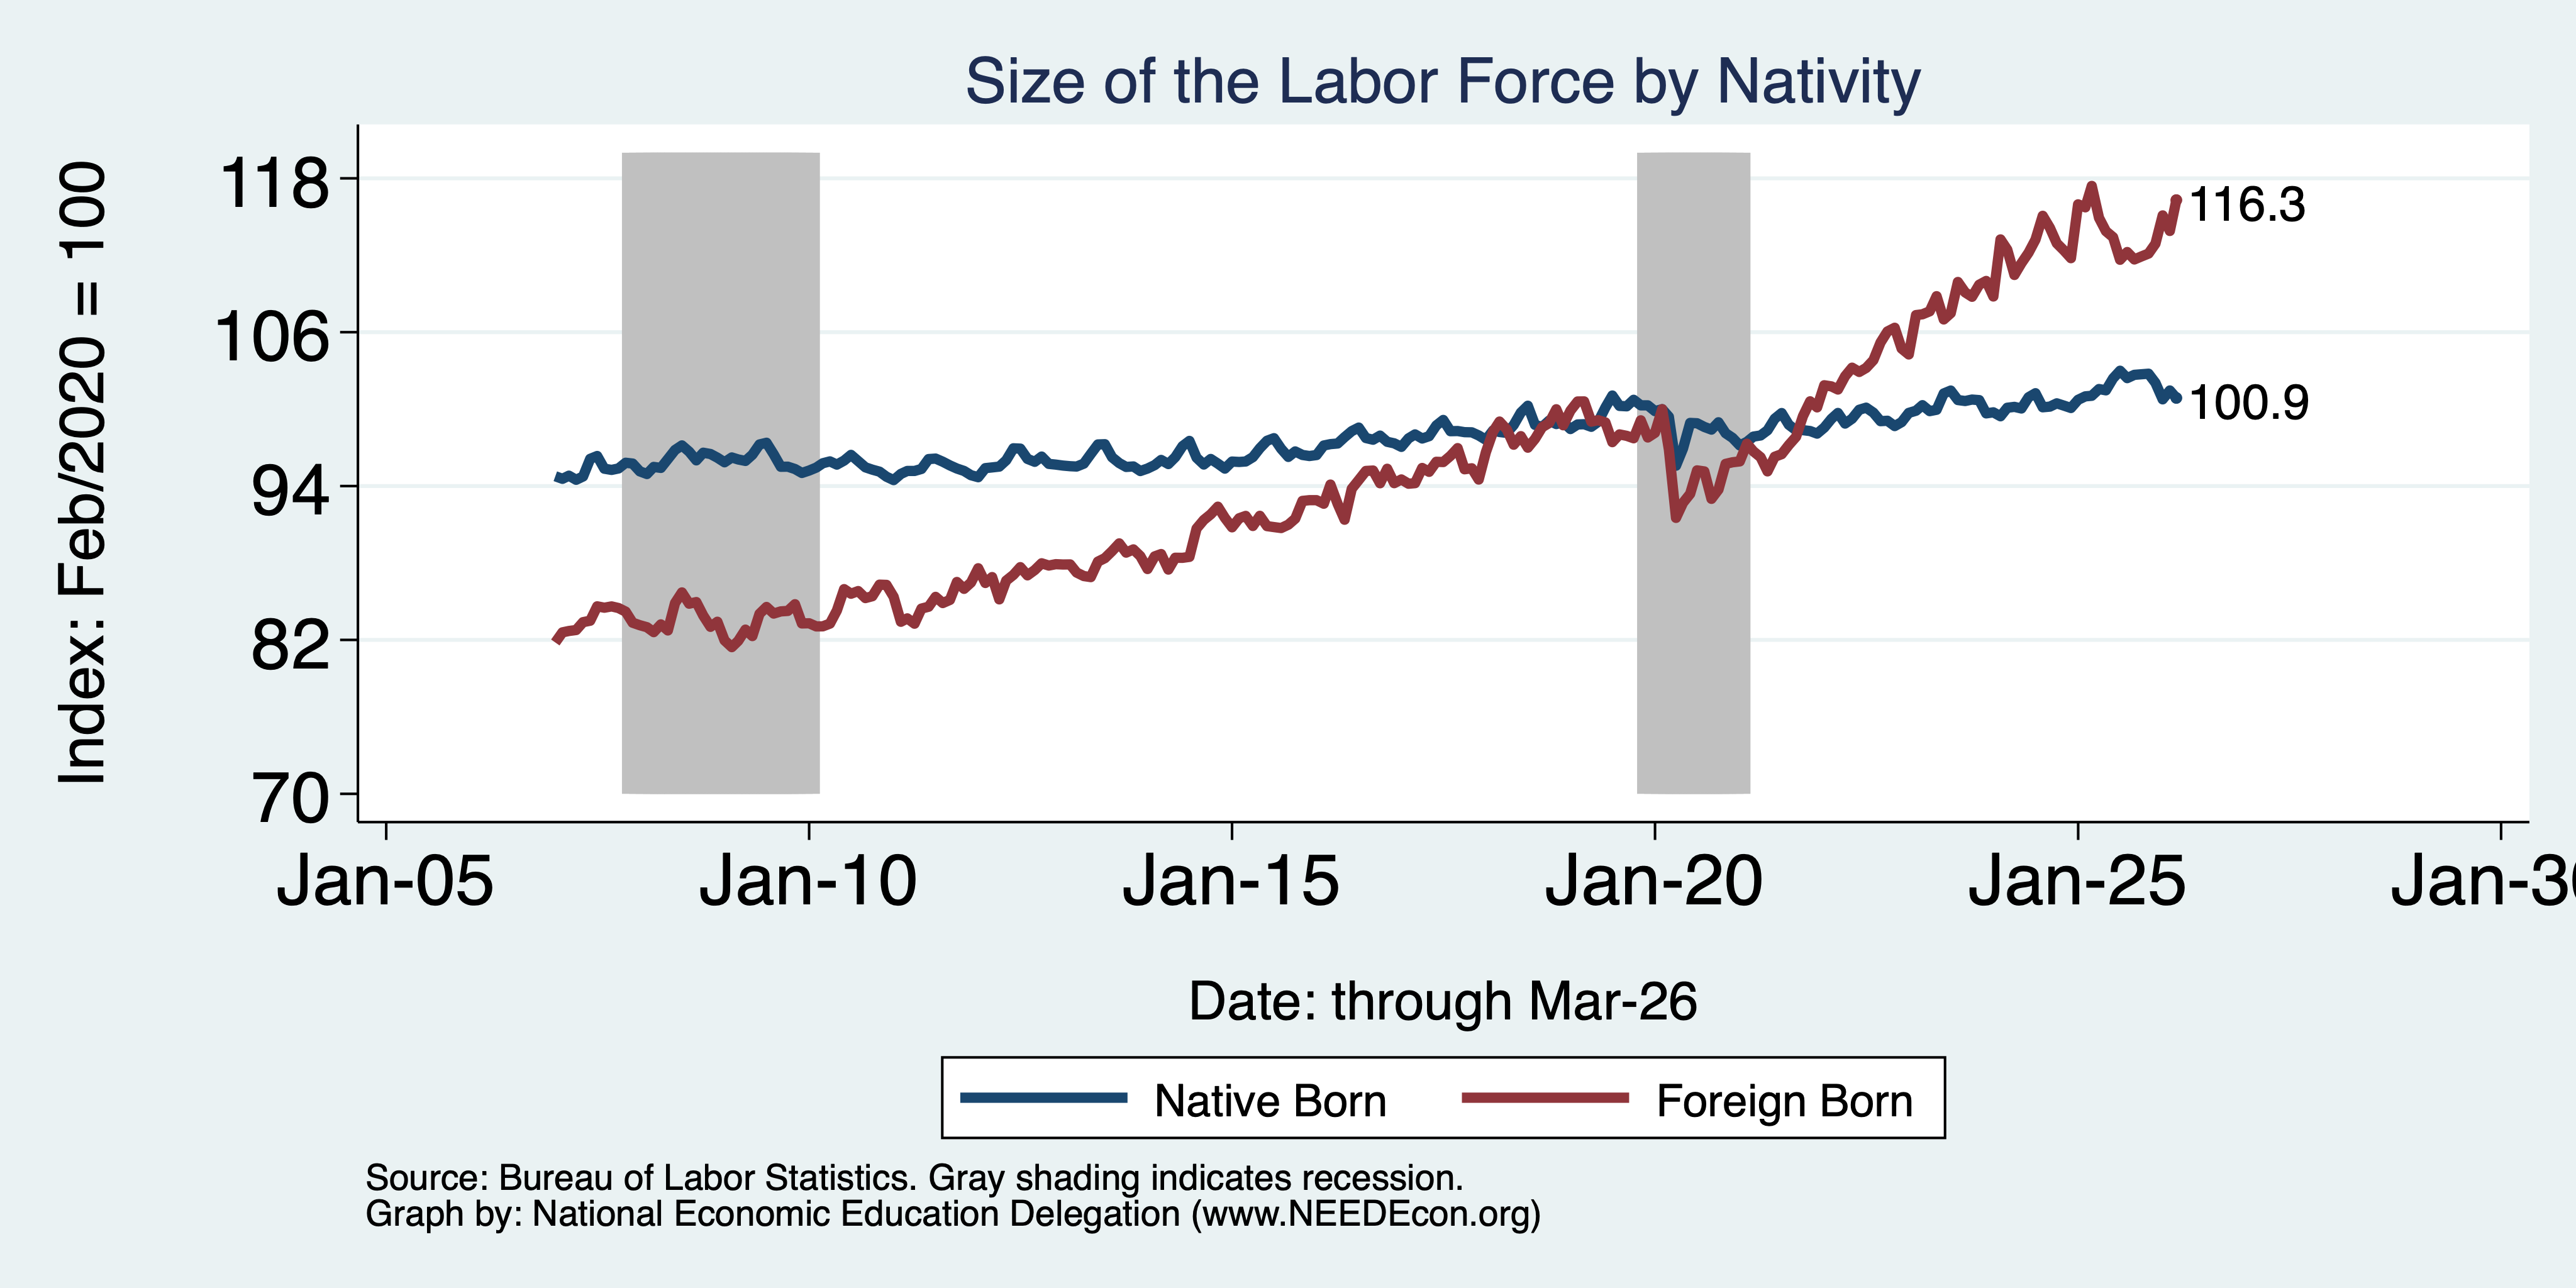 Size of the Labor Force by Nativity
Index: Feb/2020 = 100
118
106
94
82
70
116.3
100.9
Jan-05 Jan-10 Jan-15 Jan-20 Jan-25 Jan-30
Date: through Mar-26
Native Born Foreign Born
Source: Bureau of Labor Statistics. Gray shading indicates recession.
Graph by: National Economic Education Delegation (www.NEEDEcon.org)